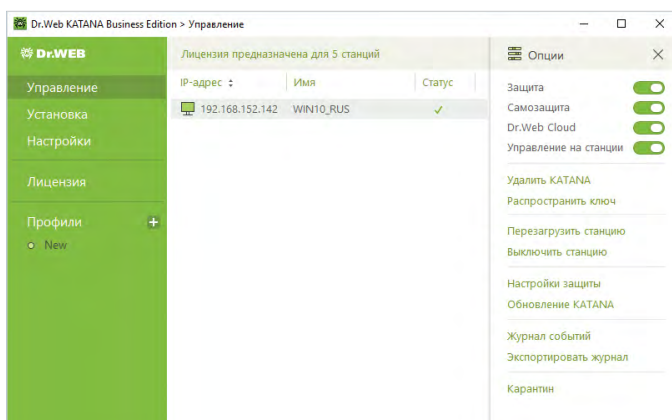 Dr.Web KATANA Business Edition > Управление
Dr.WEB
Управление
Установка
Настройки
Лицензия
Профили +
New
Лицензия предназначена для 5 станций
IP-адрес Имя Статус
192.168.152.142 WIN10_RUS
Опции
Защита
Самозащита
Dr.Web Cloud
Управление на станции
Удалить KATANA
Распространить ключ
Перезагрузить станцию
Выключить станцию
Настройки защиты
Обновление KATANA
Журнал событий
Экспортировать журнал
Карантин